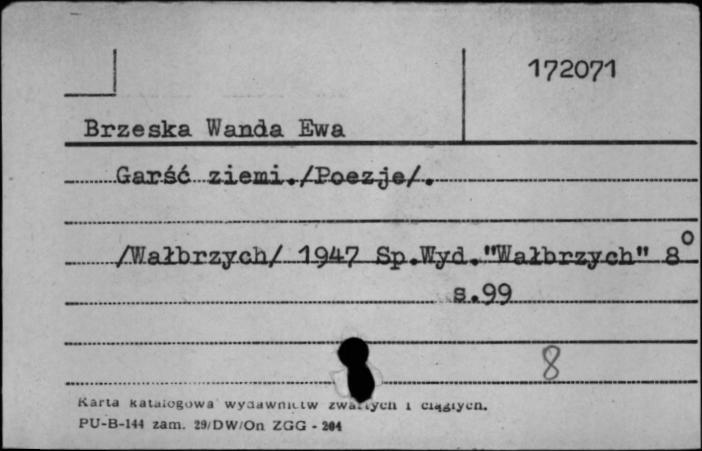 172071
Brzeska Wanda Ewa
Garść ziemi./Poezje/.
/Wałbrzych/ 1947 Sp.Wyd."Wałbrzych" 8°
s.99
8
Karta katalogowa wydawnictw zwartych i ciągłych.
PU-B-144 zam. 29/DW/On ZGG - 204